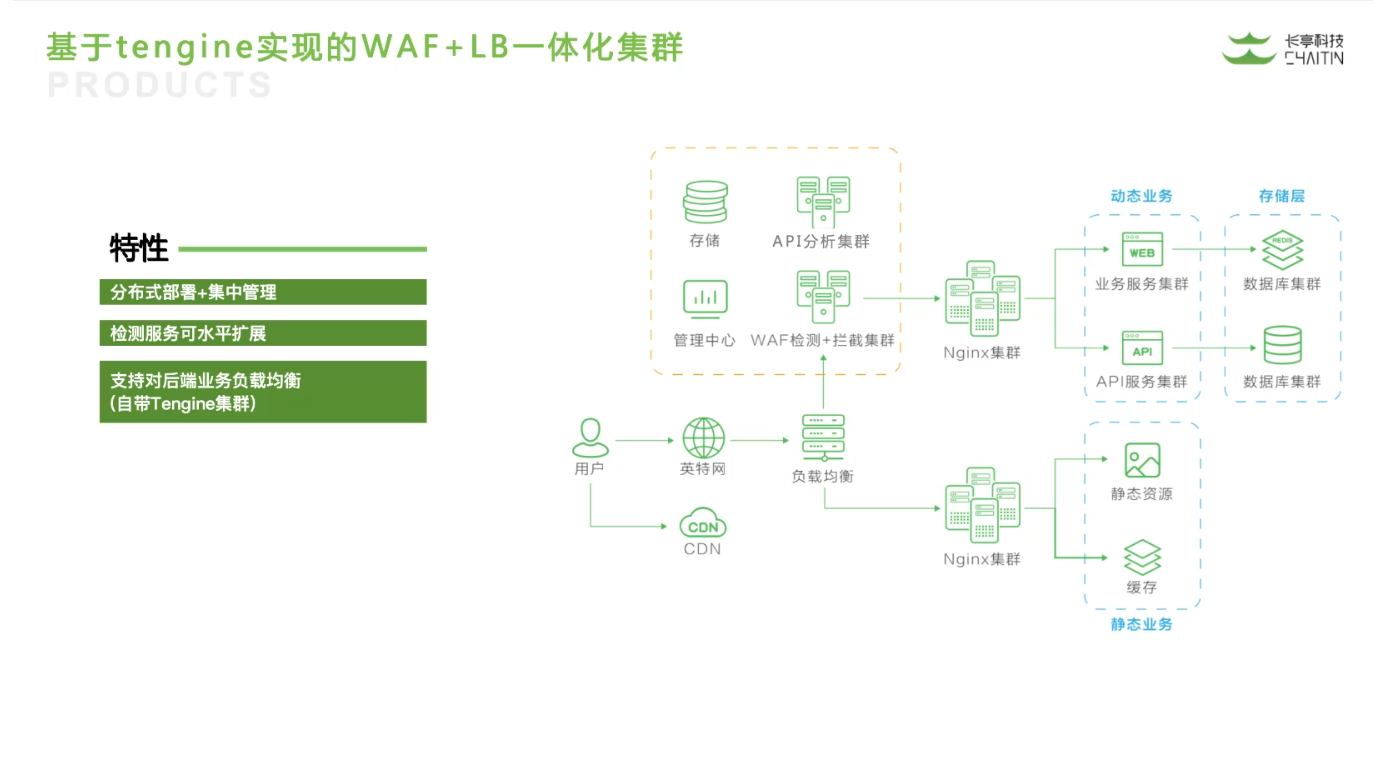 基于tengine实现的WAF+LB一体化集群
PRODUCTS
长亭科技
CHAITIN
特性
分布式部署+集中管理
检测服务可水平扩展
支持对后端业务负载均衡
(自带Tengine集群)
存储
API分析集群
管理中心
WAF检测+拦截集群
用户
英特网
负载均衡
CDN
CDN
Nginx集群
Nginx集群
动态业务
WEB
业务服务集群
API
API服务集群
存储层
REDIS
数据库集群
数据库集群
静态资源
缓存
静态业务